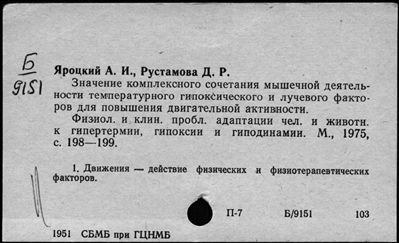 Б
9151
Яроцкий А. И., Рустамова Д. Р.
Значение комплексного сочетания мышечной деятель-
ности температурного гипоксического и лучевого факто-
ров для повышения двигательной активности.
Физиол. и клин. пробл. адаптации чел. и животн.
к гипертермии, гипоксии и гиподинамии. М., 1975,
с. 198—199.
1. Движения — действие физических и физиотерапевтических
факторов.
П-7 Б/9151 103
1951 СБМБ при ГЦНМБ